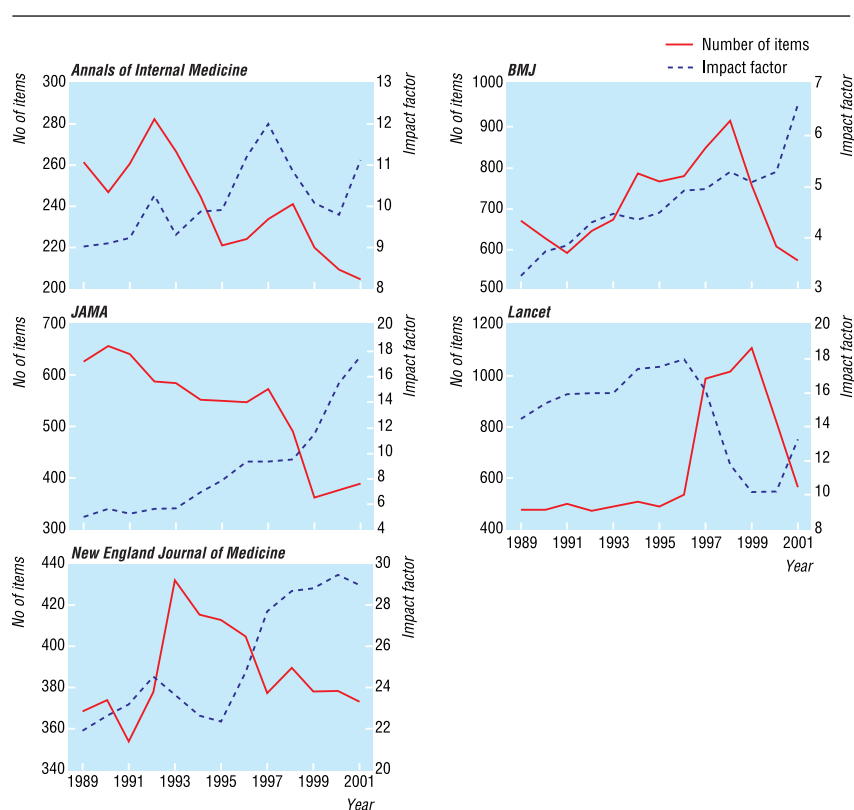 Number of items
Impact factor
Annals of Internal Medicine
No of items
300
280
260
240
220
200
Impact factor
13
12
11
10
9
8
BMJ
No of items
1000
900
800
700
600
500
Impact factor
7
6
5
4
3
JAMA
No of items
700
600
500
400
300
Impact factor
20
18
16
14
12
10
8
6
4
Lancet
No of items
1200
1000
800
600
400
Impact factor
20
18
16
14
12
10
8
1989 1991 1993 1995 1997 1999 2001
Year
New England Journal of Medicine
No of items
440
420
400
380
360
340
Impact factor
30
29
28
26
24
22
20
1989 1991 1993 1995 1997 1999 2001
Year